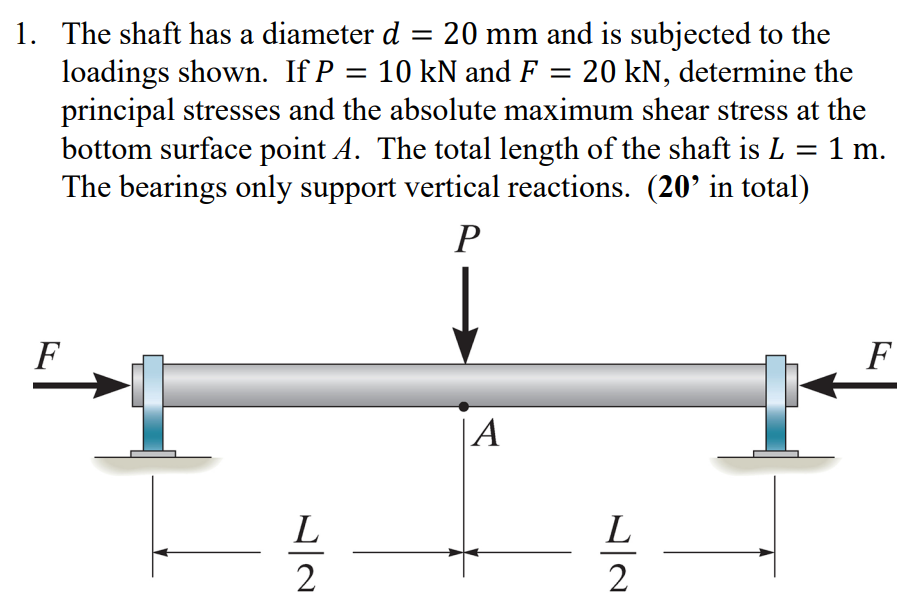 1. The shaft has a diameter d = 20 mm and is subjected to the
loadings shown. If P = 10 kN and F = 20 kN, determine the
principal stresses and the absolute maximum shear stress at the
bottom surface point A. The total length of the shaft is L = 1 m.
The bearings only support vertical reactions. (20’ in total)
P
F
F
A
L
2
L
2